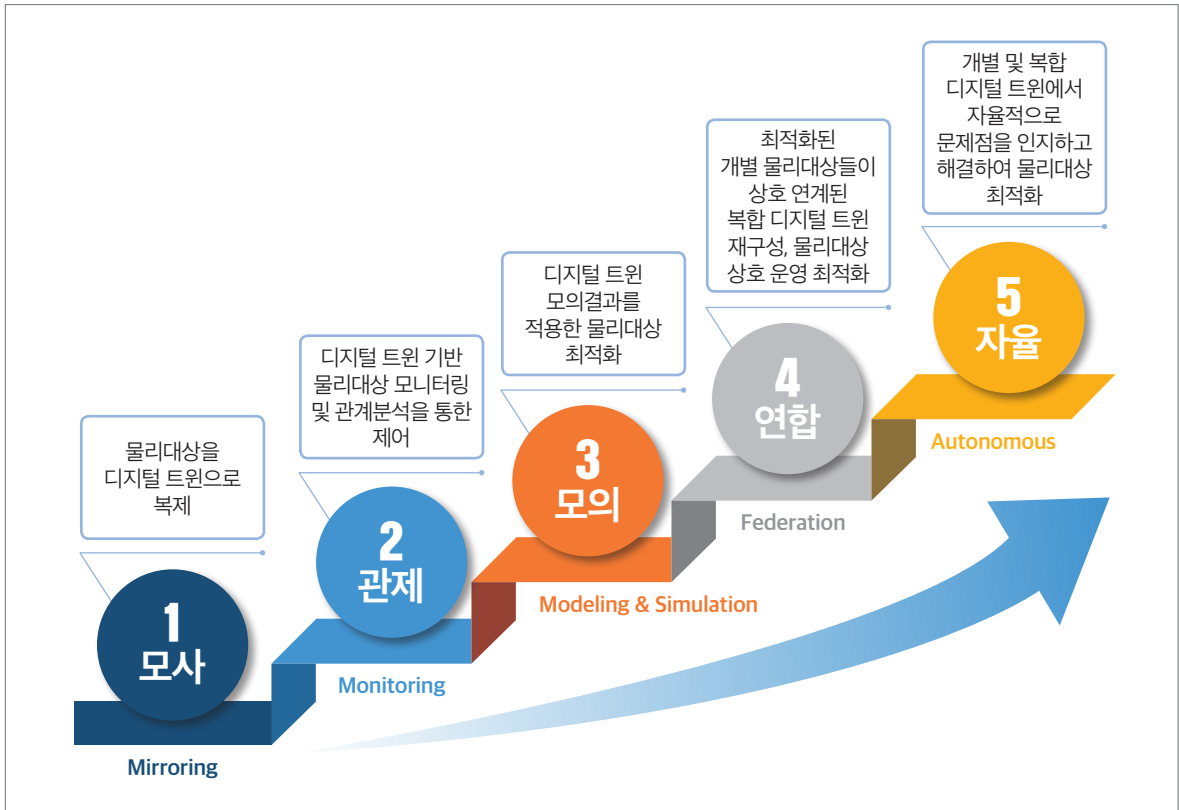 물리대상을
디지털 트윈으로
복제
1
모사
Mirroring
디지털 트윈 기반
물리대상 모니터링
및 관계분석을 통한
제어
2
관제
Monitoring
디지털 트윈
모의결과를
적용한 물리대상
최적화
3
모의
Modeling & Simulation
최적화된
개별 물리대상들이
상호 연계된
복합 디지털 트윈
재구성, 물리대상
상호 운영 최적화
4
연합
Federation
개별 및 복합
디지털 트윈에서
자율적으로
문제점을 인지하고
해결하여 물리대상
최적화
5
자율
Autonomous